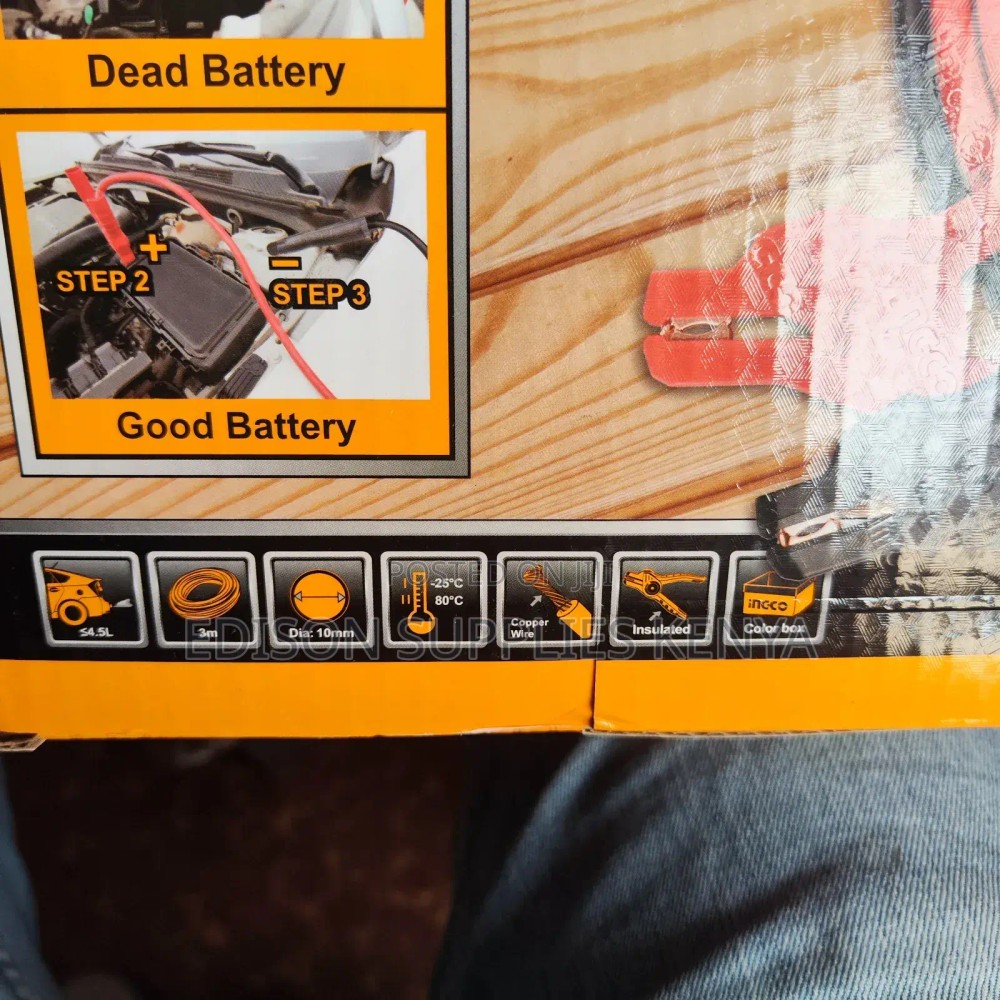 Dead Battery
+
STEP 2
−
STEP 3
Good Battery
≤4.5L
3m
Dia: 10mm
-25°C
80°C
Copper
Wire
Insulated
INGCO
Color box
POSTED ON JIJI
EDISON SUPPLIES KENYA